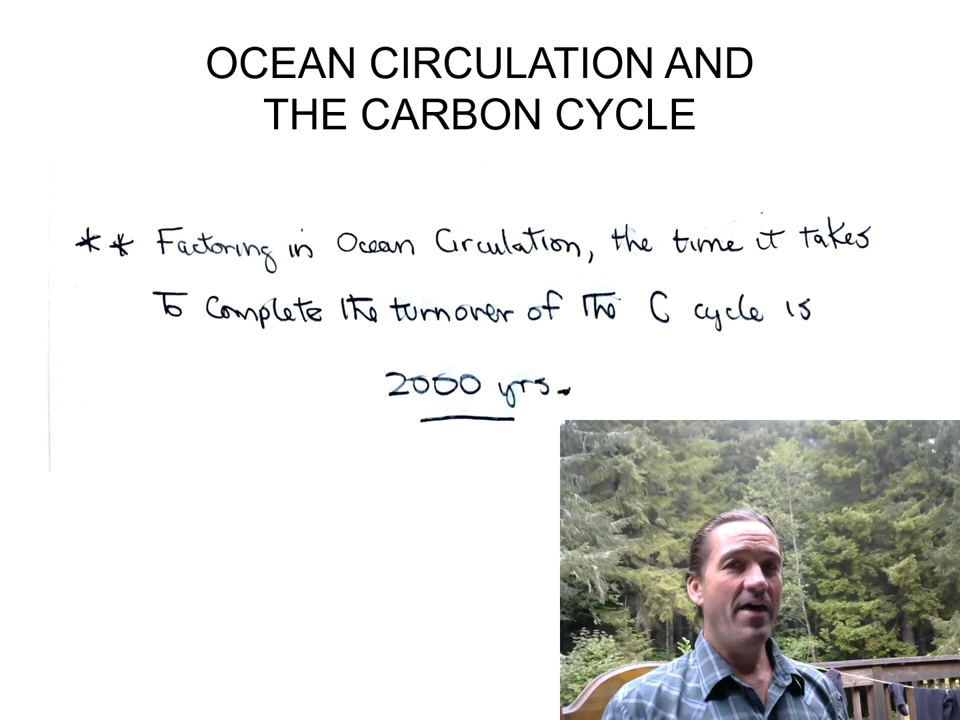 OCEAN CIRCULATION AND
THE CARBON CYCLE
** Factoring in Ocean Circulation, the time it takes
To complete the turnover of the C cycle is
2000 yrs.